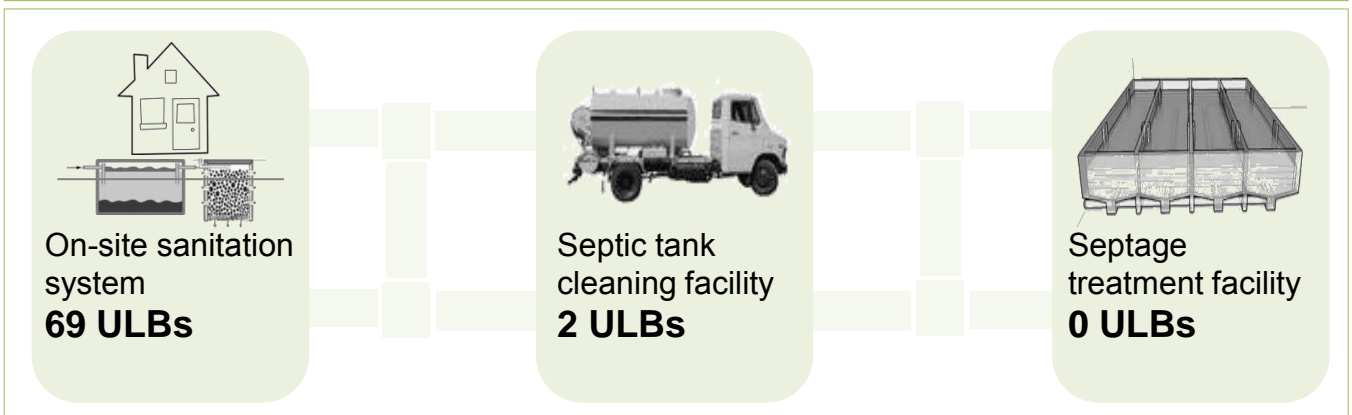 On-site sanitation
system
69 ULBs
Septic tank
cleaning facility
2 ULBs
Septage
treatment facility
0 ULBs